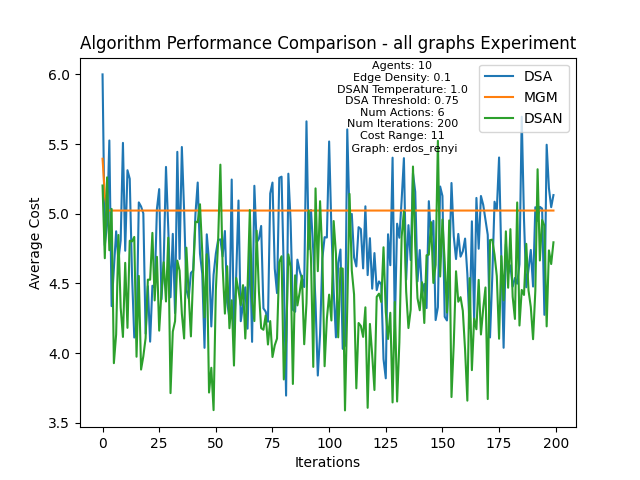 Algorithm Performance Comparison - all graphs Experiment
Agents: 10
Edge Density: 0.1
DSAN Temperature: 1.0
DSA Threshold: 0.75
Num Actions: 6
Num Iterations: 200
Cost Range: 11
Graph: erdos_renyi
DSA
MGM
DSAN
Average Cost
6.0
5.5
5.0
4.5
4.0
3.5
0 25 50 75 100 125 150 175 200
Iterations